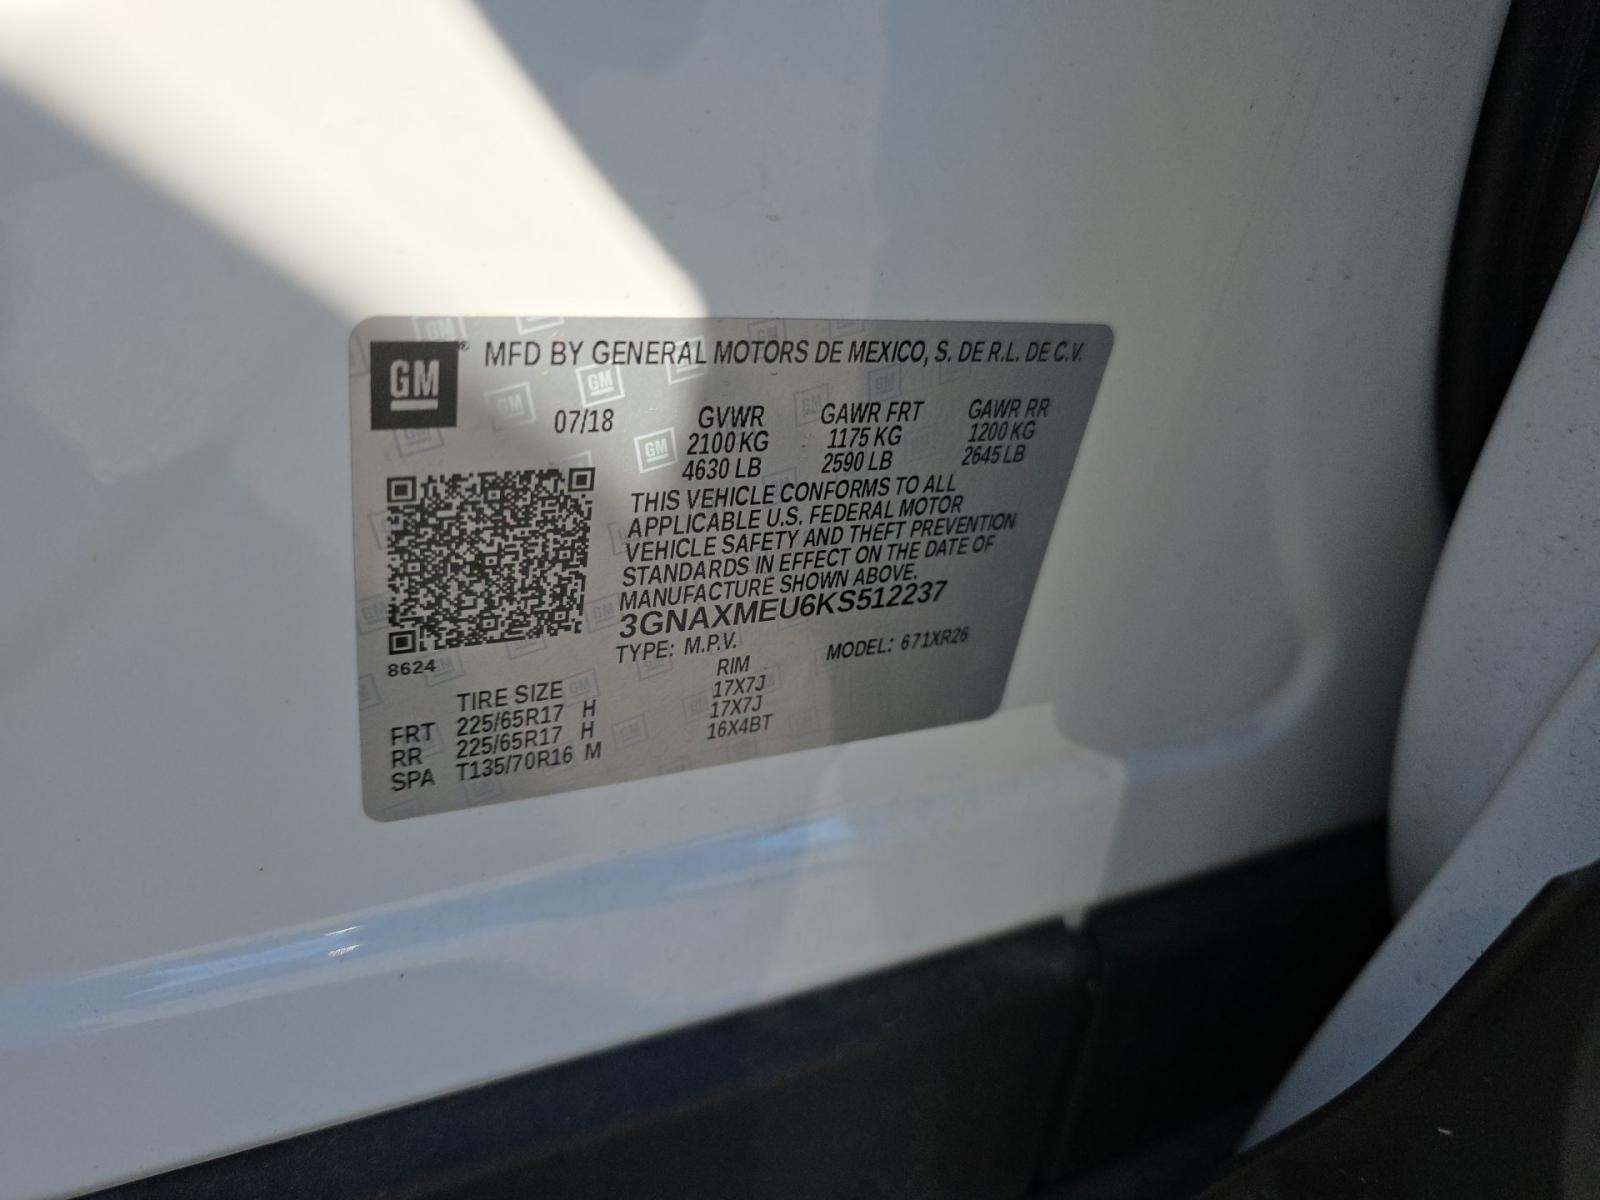 GM® MFD BY GENERAL MOTORS DE MEXICO, S. DE R.L. DE C.V.
07/18 GVWR GAWR FRT GAWR RR
2100 KG 1175 KG 1200 KG
4630 LB 2590 LB 2645 LB
THIS VEHICLE CONFORMS TO ALL
APPLICABLE U.S. FEDERAL MOTOR
VEHICLE SAFETY AND THEFT PREVENTION
STANDARDS IN EFFECT ON THE DATE OF
MANUFACTURE SHOWN ABOVE.
3GNAXMEU6KS512237
8624
TYPE: M.P.V. MODEL: 671XR26
TIRE SIZE RIM
FRT 225/65R17 H 17X7J
RR 225/65R17 H 17X7J
SPA T135/70R16 M 16X4BT